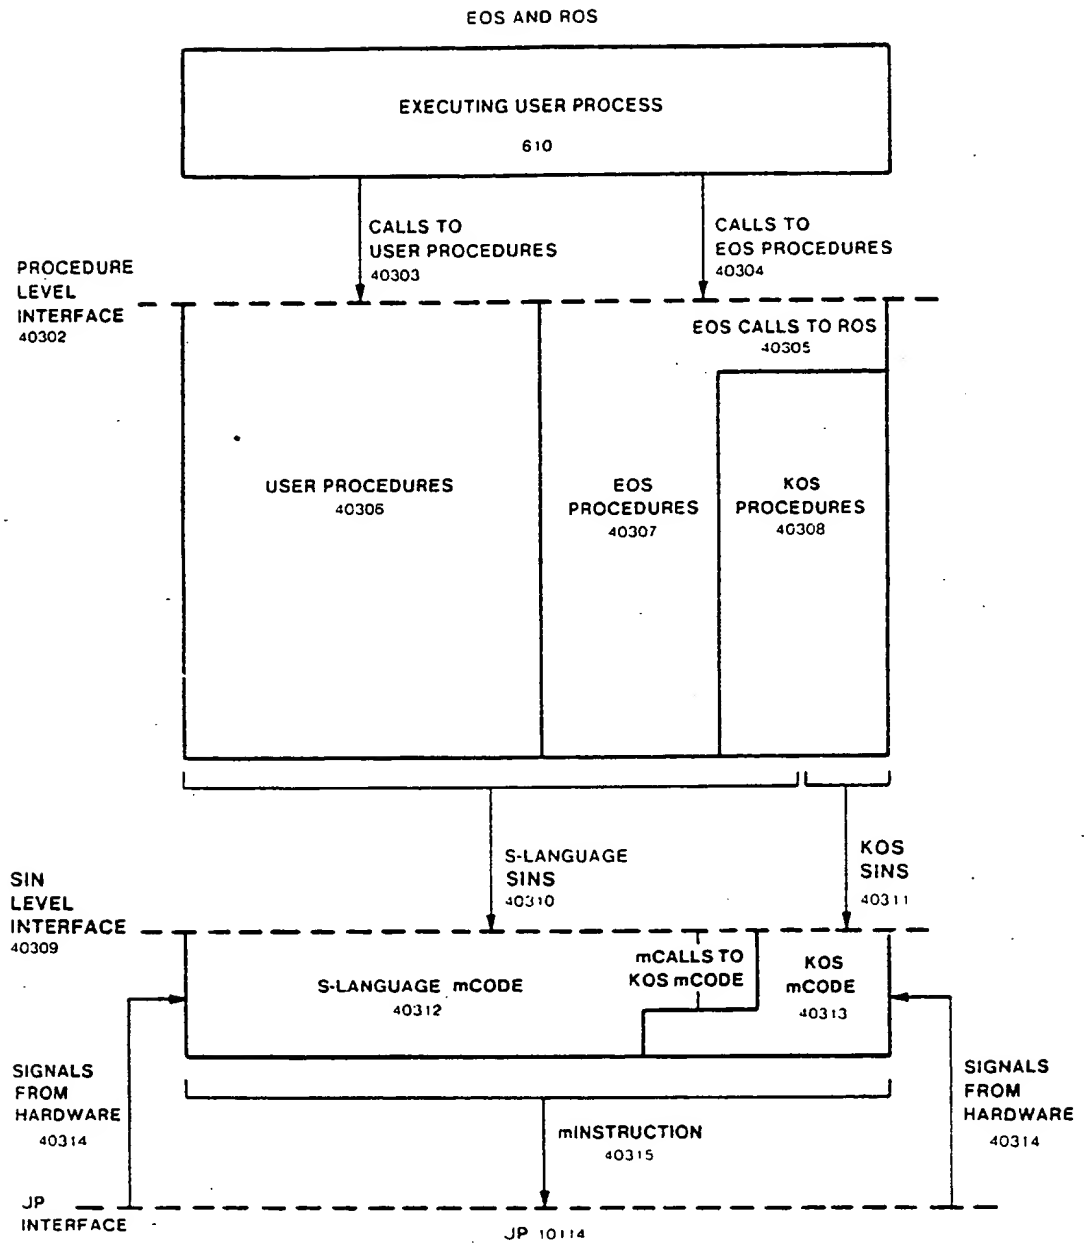 EOS AND ROS
EXECUTING USER PROCESS
610
CALLS TO
USER PROCEDURES
40303
CALLS TO
EOS PROCEDURES
40304
PROCEDURE
LEVEL
INTERFACE
40302
EOS CALLS TO ROS
40305
USER PROCEDURES
40306
EOS
PROCEDURES
40307
KOS
PROCEDURES
40308
S-LANGUAGE
SINS
40310
KOS
SINS
40311
SIN
LEVEL
INTERFACE
40309
S-LANGUAGE mCODE
40312
mCALLS TO
KOS mCODE
KOS
mCODE
40313
SIGNALS
FROM
HARDWARE
40314
SIGNALS
FROM
HARDWARE
40314
mINSTRUCTION
40315
JP
INTERFACE
JP 10114